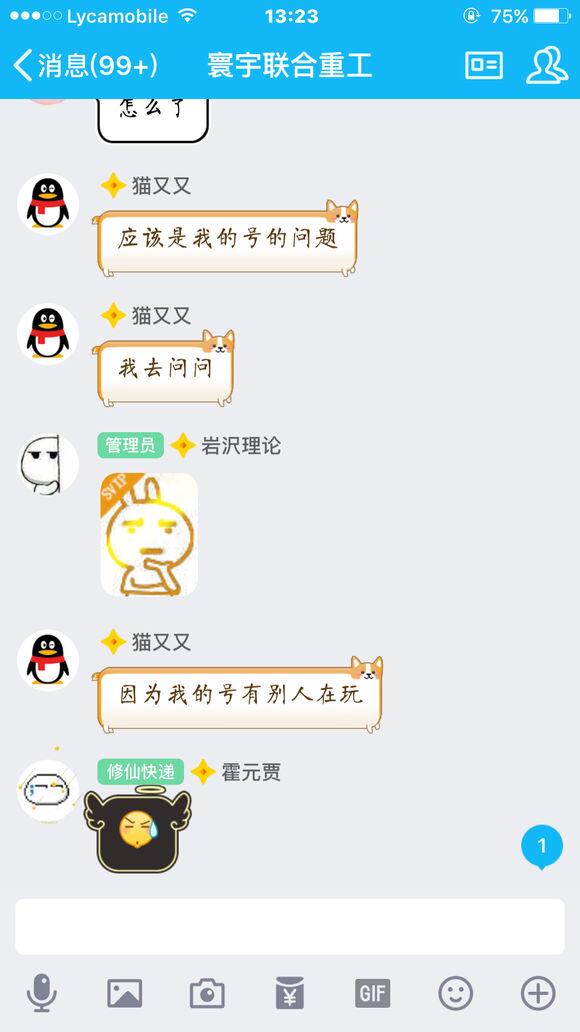 Lycamobile 13:23 75%
消息(99+) 寰宇联合重工
怎么了
猫又又
应该是我的号的问题
猫又又
我去问问
管理员 岩沢理论
SVIP
猫又又
因为我的号有别人在玩
修仙快递 霍元贾
1
¥ GIF